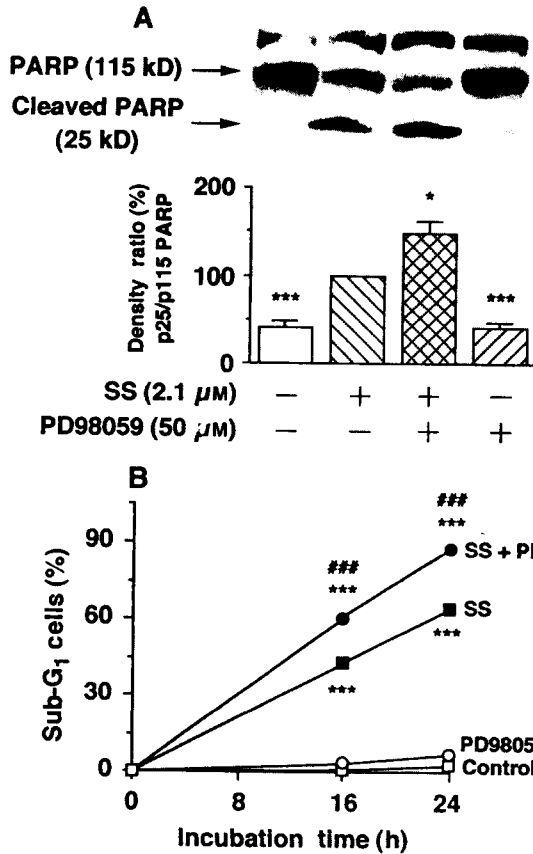 A
PARP (115 kD)
Cleaved PARP
(25 kD)
Density ratio (%)
p25/p115 PARP
200
100
0
***
*
***
SS (2.1 µM) − + + −
PD98059 (50 µM) − − + +
B
Sub-G1 cells (%)
90
60
30
0
###
***
###
***
SS + PI
SS
***
***
PD9805
Control
0 8 16 24
Incubation time (h)